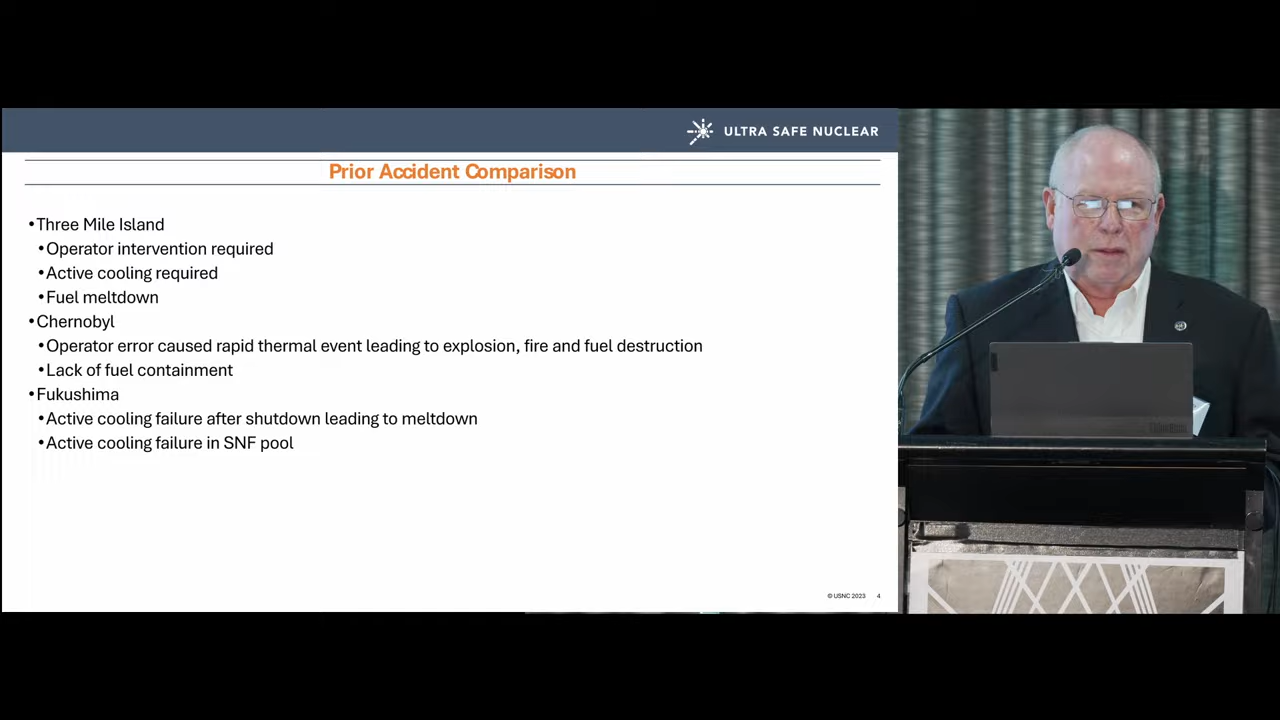 ULTRA SAFE NUCLEAR
Prior Accident Comparison
•Three Mile Island
•Operator intervention required
•Active cooling required
•Fuel meltdown
•Chernobyl
•Operator error caused rapid thermal event leading to explosion, fire and fuel destruction
•Lack of fuel containment
•Fukushima
•Active cooling failure after shutdown leading to meltdown
•Active cooling failure in SNF pool
© USNC 2023 4